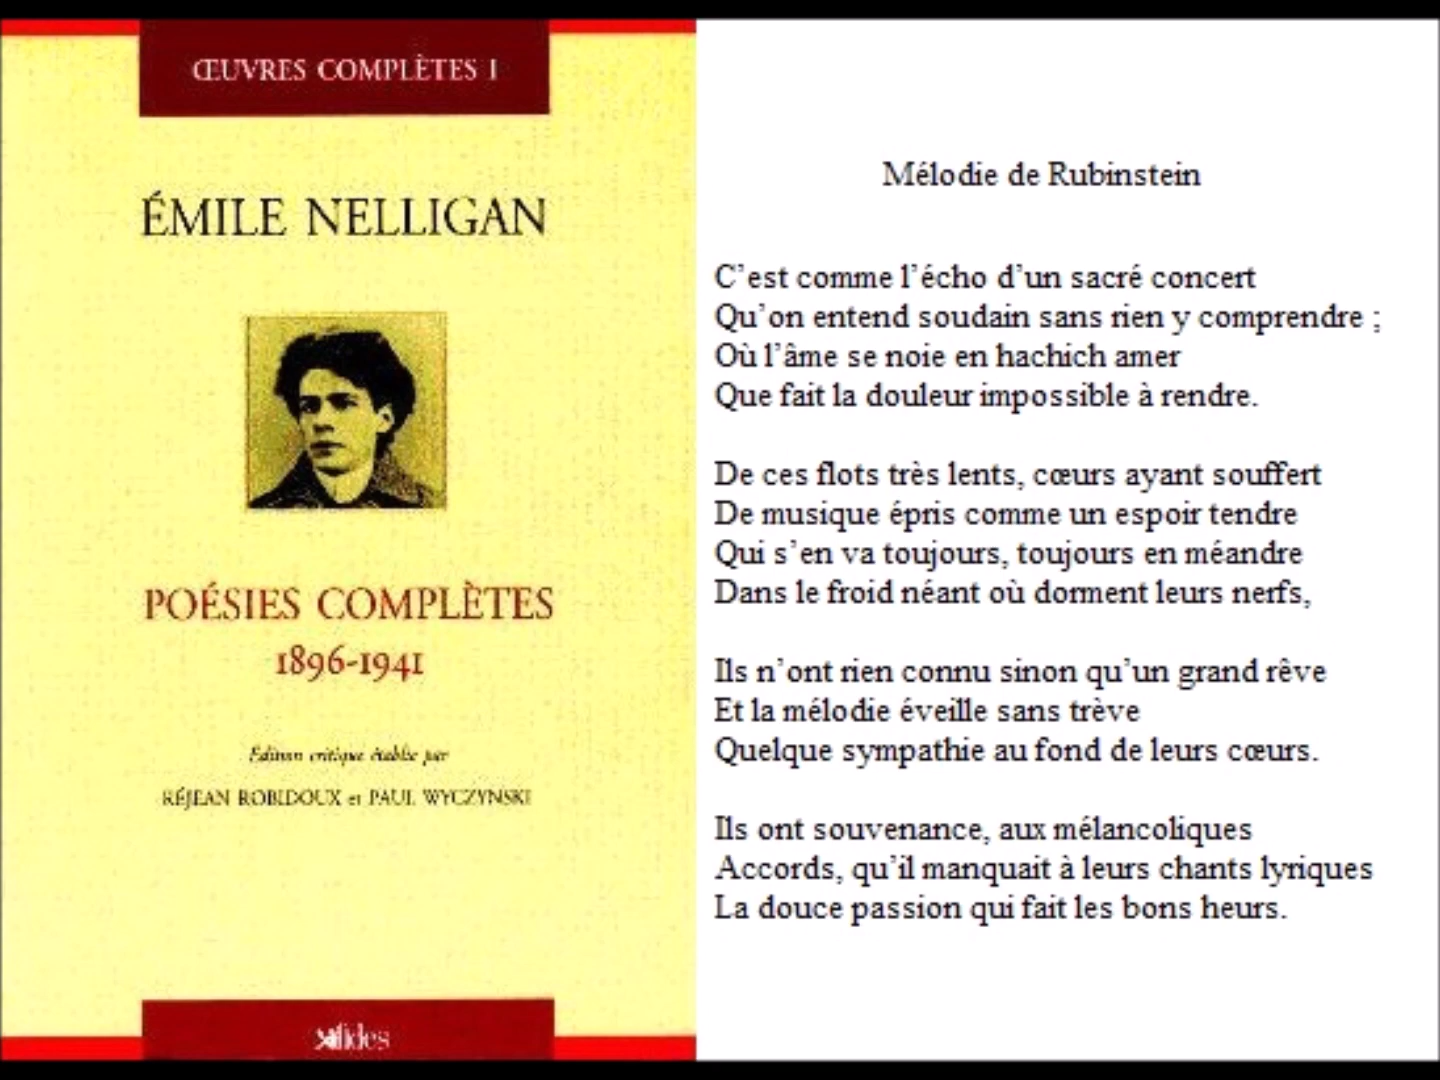 ŒUVRES COMPLÈTES I
ÉMILE NELLIGAN
POÉSIES COMPLÈTES
1896-1941
Édition critique établie par
RÉJEAN ROBIDOUX et PAUL WYCZYNSKI
fides
Mélodie de Rubinstein
C’est comme l’écho d’un sacré concert
Qu’on entend soudain sans rien y comprendre ;
Où l’âme se noie en hachich amer
Que fait la douleur impossible à rendre.
De ces flots très lents, cœurs ayant souffert
De musique épris comme un espoir tendre
Qui s’en va toujours, toujours en méandre
Dans le froid néant où dorment leurs nerfs,
Ils n’ont rien connu sinon qu’un grand rêve
Et la mélodie éveille sans trève
Quelque sympathie au fond de leurs cœurs.
Ils ont souvenance, aux mélancoliques
Accords, qu’il manquait à leurs chants lyriques
La douce passion qui fait les bons heurs.